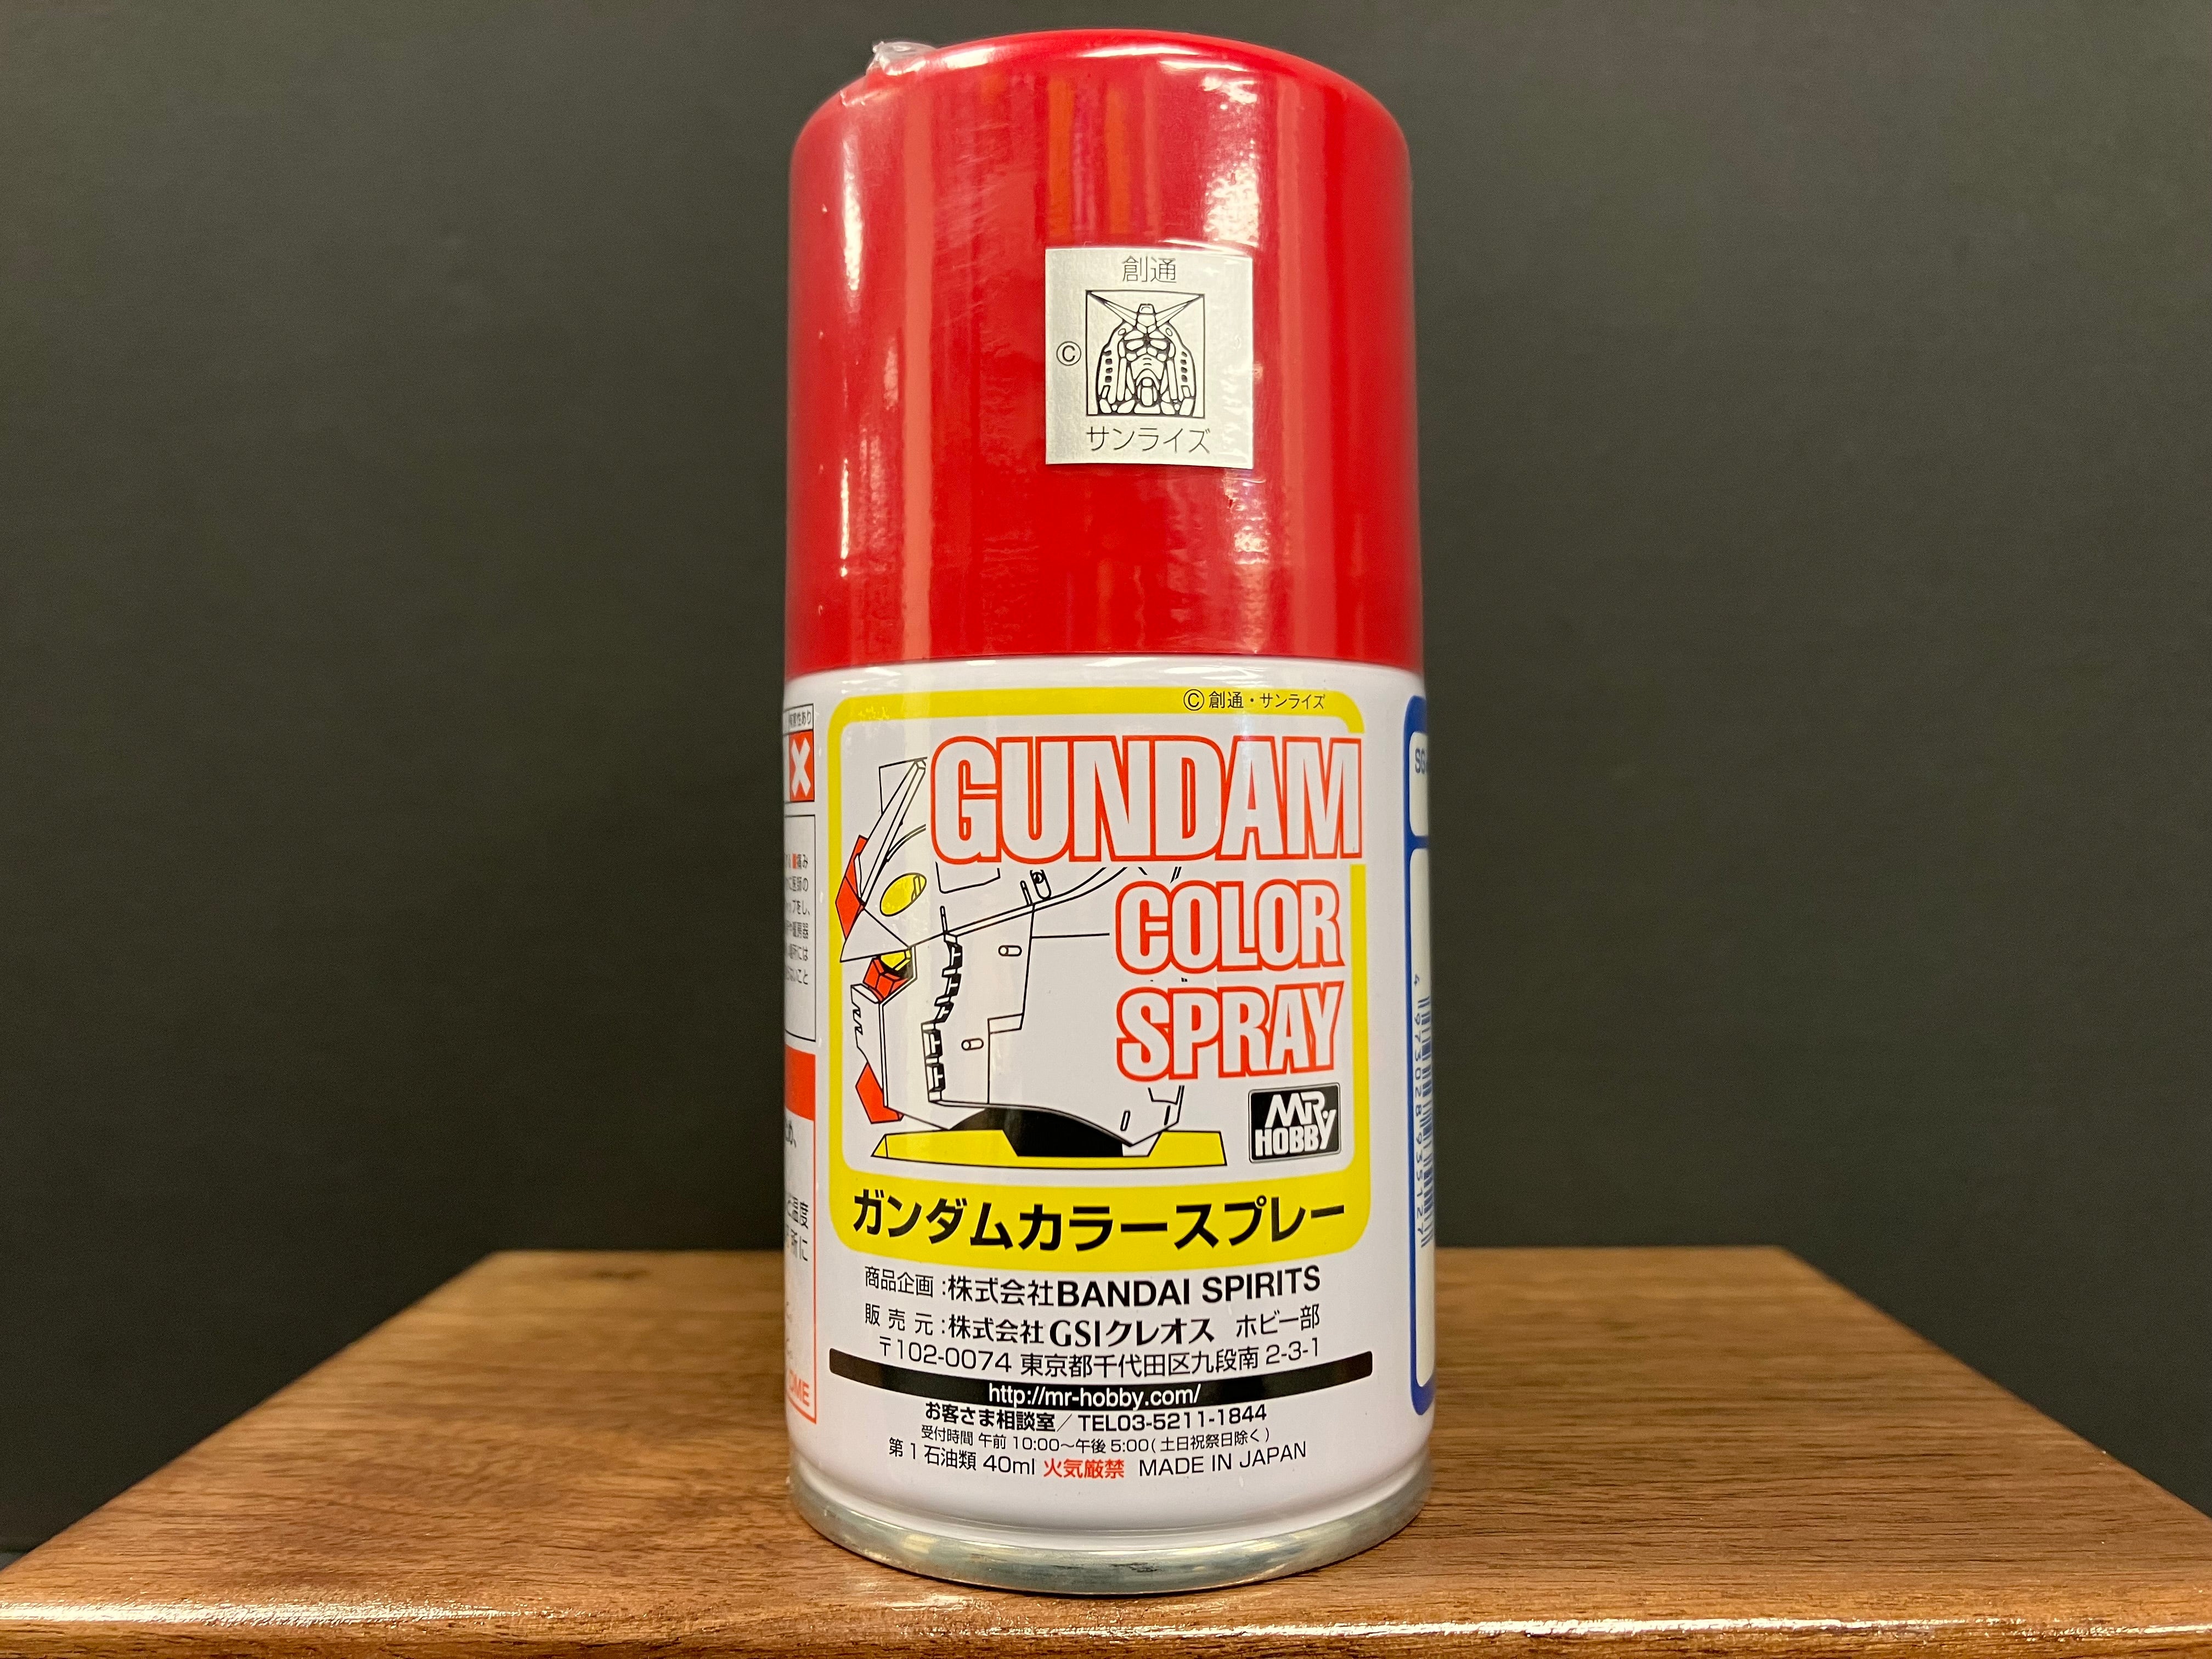 創通
©
サンライズ
©創通・サンライズ
GUNDAM
COLOR
SPRAY
MR
HOBBY
ガンダムカラースプレー
商品企画:株式会社BANDAI SPIRITS
販売元:株式会社GSIクレオス ホビー部
〒102-0074 東京都千代田区九段南 2-3-1
http://mr-hobby.com/
お客さま相談室/TEL03-5211-1844
受付時間 午前 10:00~午後 5:00(土日祝祭日除く)
第1石油類 40ml 火気厳禁 MADE IN JAPAN
SG
4 973028 935127